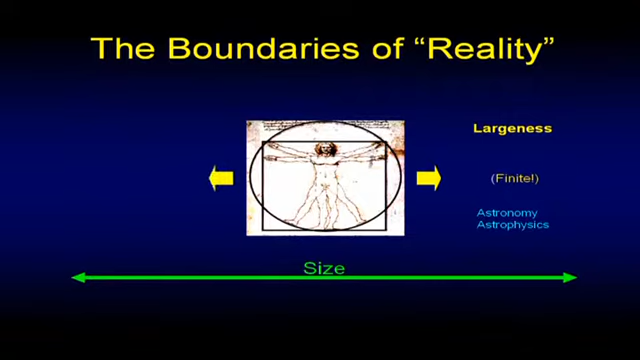 The Boundaries of “Reality”
Largeness
(Finite!)
Astronomy
Astrophysics
Size